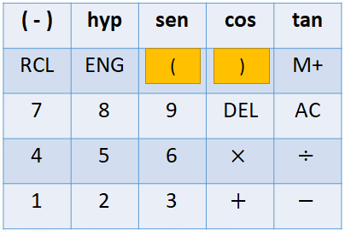 (-) hyp sen cos tan
RCL ENG ( ) M+
7 8 9 DEL AC
4 5 6 × ÷
1 2 3 + −